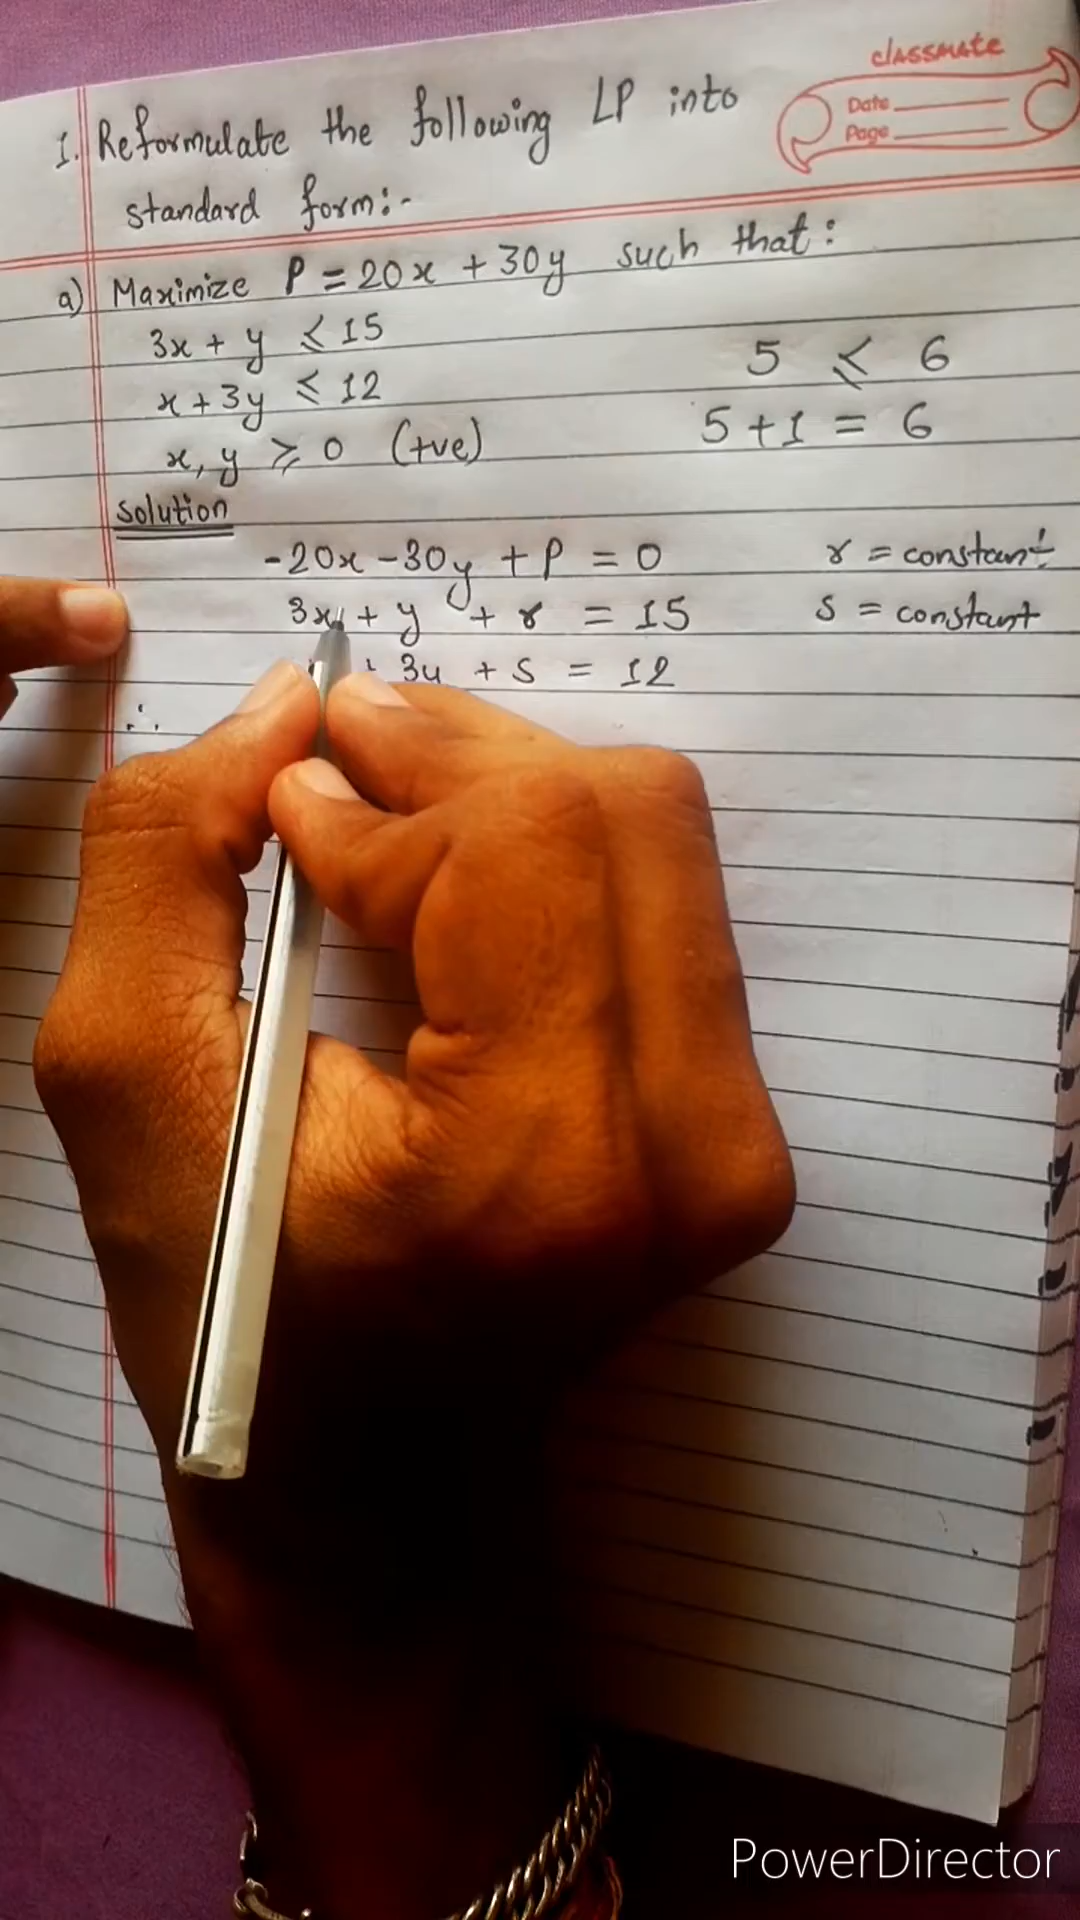 classmate
Date
Page
1. Reformulate the following LP into
standard form:-
a) Maximize P = 20x + 30y such that:
3x + y ≤ 15
x + 3y ≤ 12
x, y ≥ 0 (+ve)
5 ≤ 6
5 + 1 = 6
solution
-20x - 30y + P = 0
3x + y + r = 15
+ 3y + s = 12
∴
r = constant
s = constant
PowerDirector